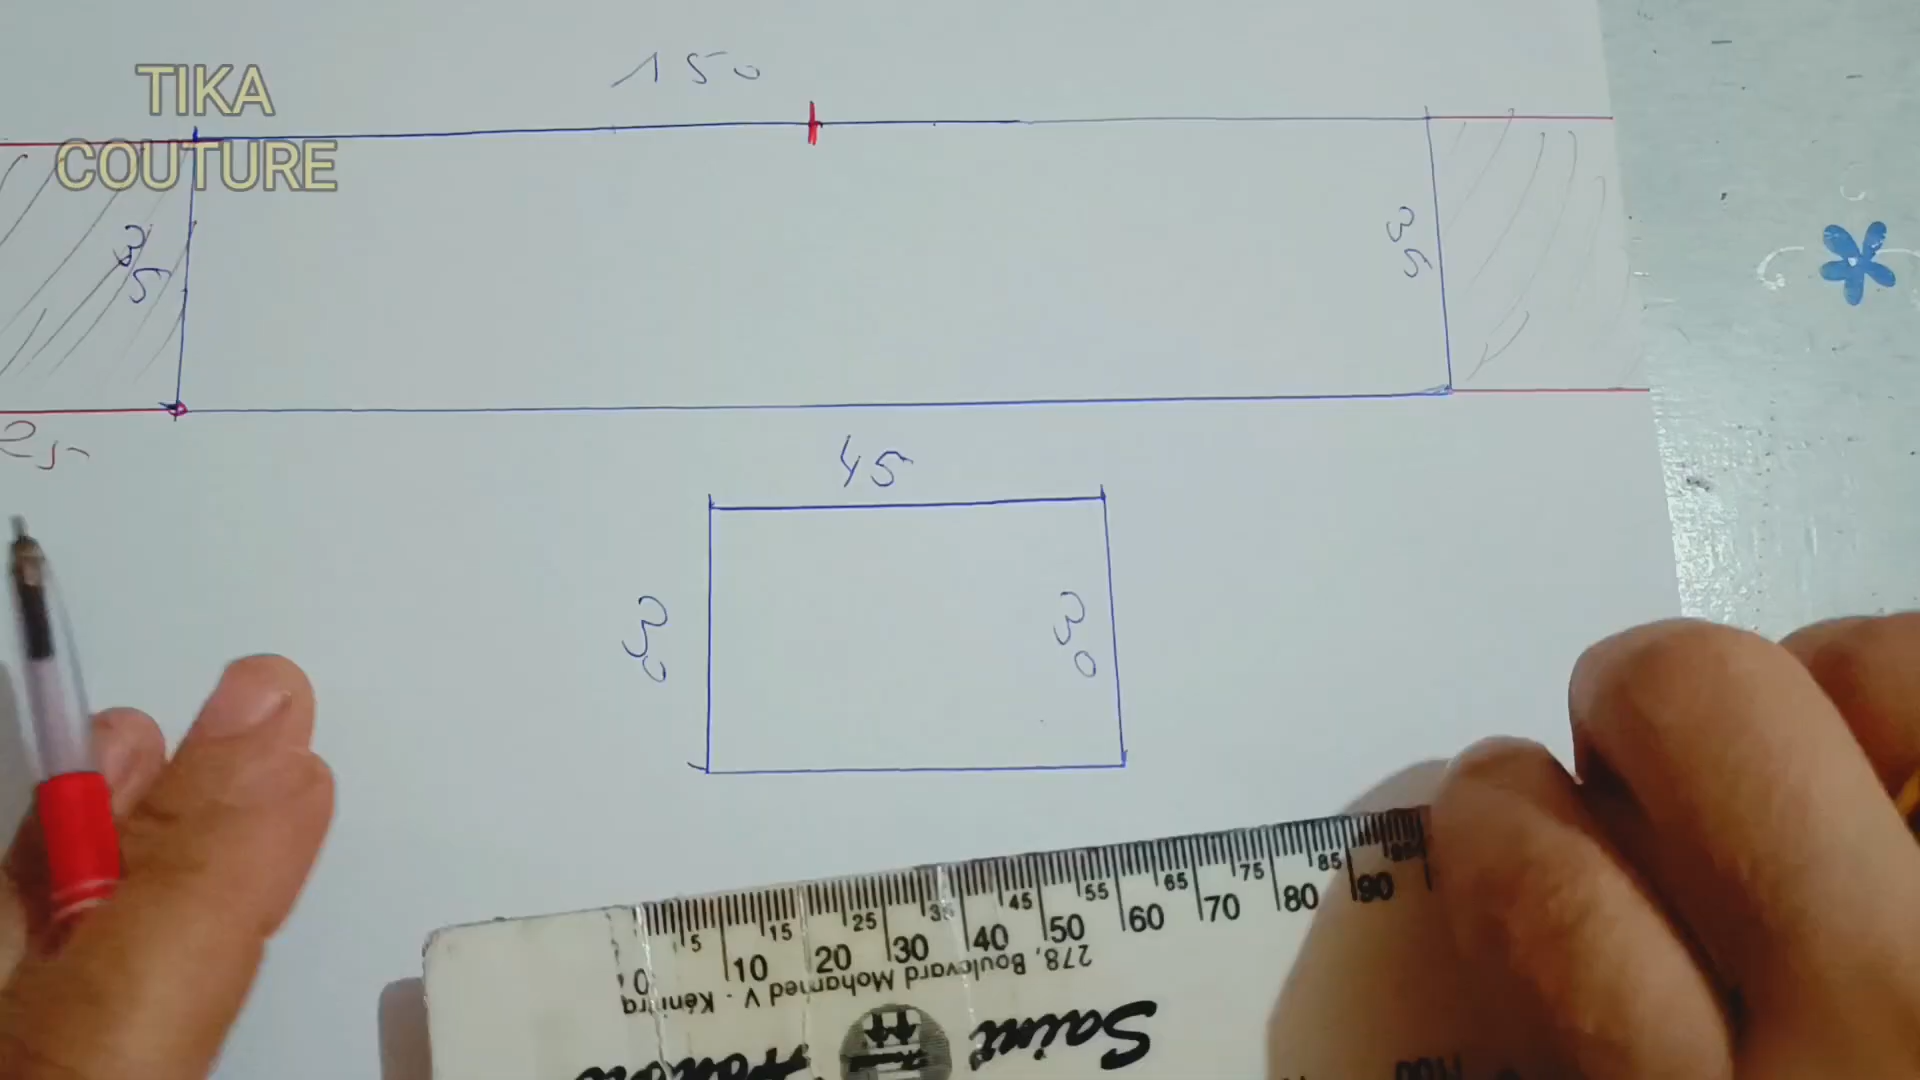 TIKA
COUTURE
150
35
35
25
45
30
30
0 5 10 15 20 25 30 35 40 45 50 55 60 65 70 75 80 85 90
278, Boulevard Mohamed V - Kénitra
Saint